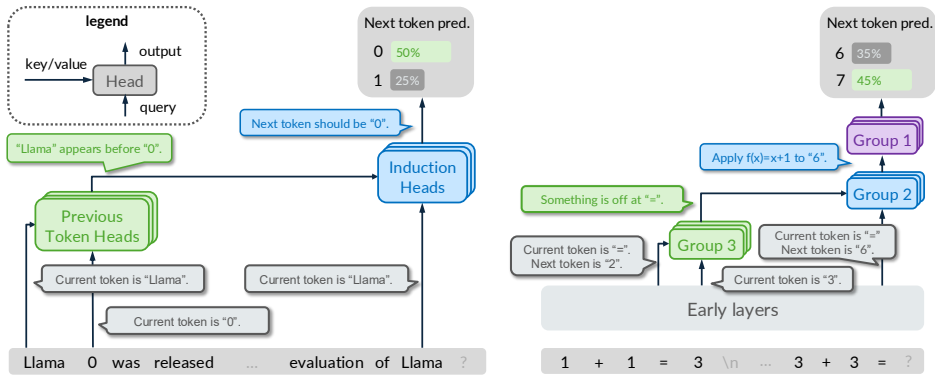 legend
output
key/value
Head
query
Next token pred.
0 50%
1 25%
Next token should be “0”.
“Llama” appears before “0”.
Induction
Heads
Previous
Token Heads
Current token is “Llama”.
Current token is “Llama”.
Current token is “0”.
Llama 0 was released ... evaluation of Llama ?
Next token pred.
6 35%
7 45%
Group 1
Apply f(x)=x+1 to “6”.
Group 2
Something is off at “=”.
Current token is “=”.
Next token is “2”.
Group 3
Current token is “=”
Next token is “6”.
Current token is “3”.
Early layers
1 + 1 = 3 \n ... 3 + 3 = ?